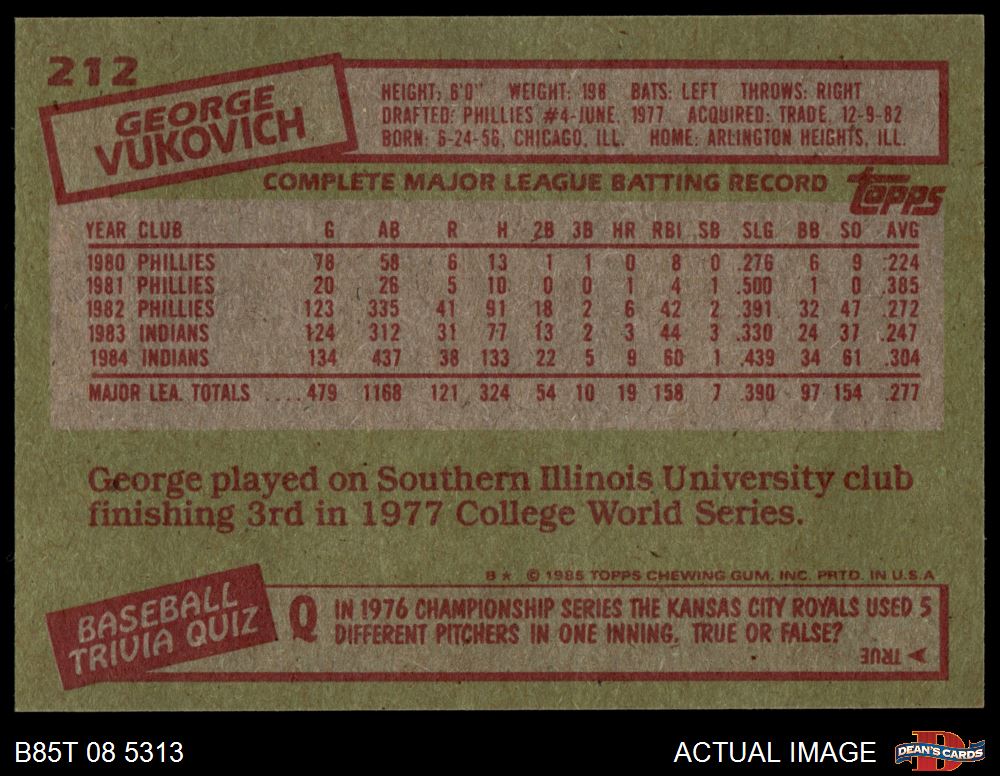 212
GEORGE
VUKOVICH
HEIGHT: 6'0" WEIGHT: 198 BATS: LEFT THROWS: RIGHT
DRAFTED: PHILLIES #4-JUNE, 1977 ACQUIRED: TRADE, 12-9-82
BORN: 6-24-56, CHICAGO, ILL. HOME: ARLINGTON HEIGHTS, ILL.
COMPLETE MAJOR LEAGUE BATTING RECORD topps
YEAR CLUB G AB R H 2B 3B HR RBI SB SLG BB SO AVG
1980 PHILLIES 78 58 6 13 1 1 0 8 0 .276 6 9 .224
1981 PHILLIES 20 26 5 10 0 0 1 4 1 .500 1 0 .385
1982 PHILLIES 123 335 41 91 18 2 6 42 2 .391 32 47 .272
1983 INDIANS 124 312 31 77 13 2 3 44 3 .330 24 37 .247
1984 INDIANS 134 437 38 133 22 5 9 60 1 .439 34 61 .304
MAJOR LEA. TOTALS ....479 1168 121 324 54 10 19 158 7 .390 97 154 .277
George played on Southern Illinois University club
finishing 3rd in 1977 College World Series.
B* © 1985 TOPPS CHEWING GUM, INC. PRTD. IN U.S.A
BASEBALL
TRIVIA QUIZ
Q IN 1976 CHAMPIONSHIP SERIES THE KANSAS CITY ROYALS USED 5
DIFFERENT PITCHERS IN ONE INNING. TRUE OR FALSE?
TRUE
B85T 08 5313
ACTUAL IMAGE
D
DEAN'S CARDS